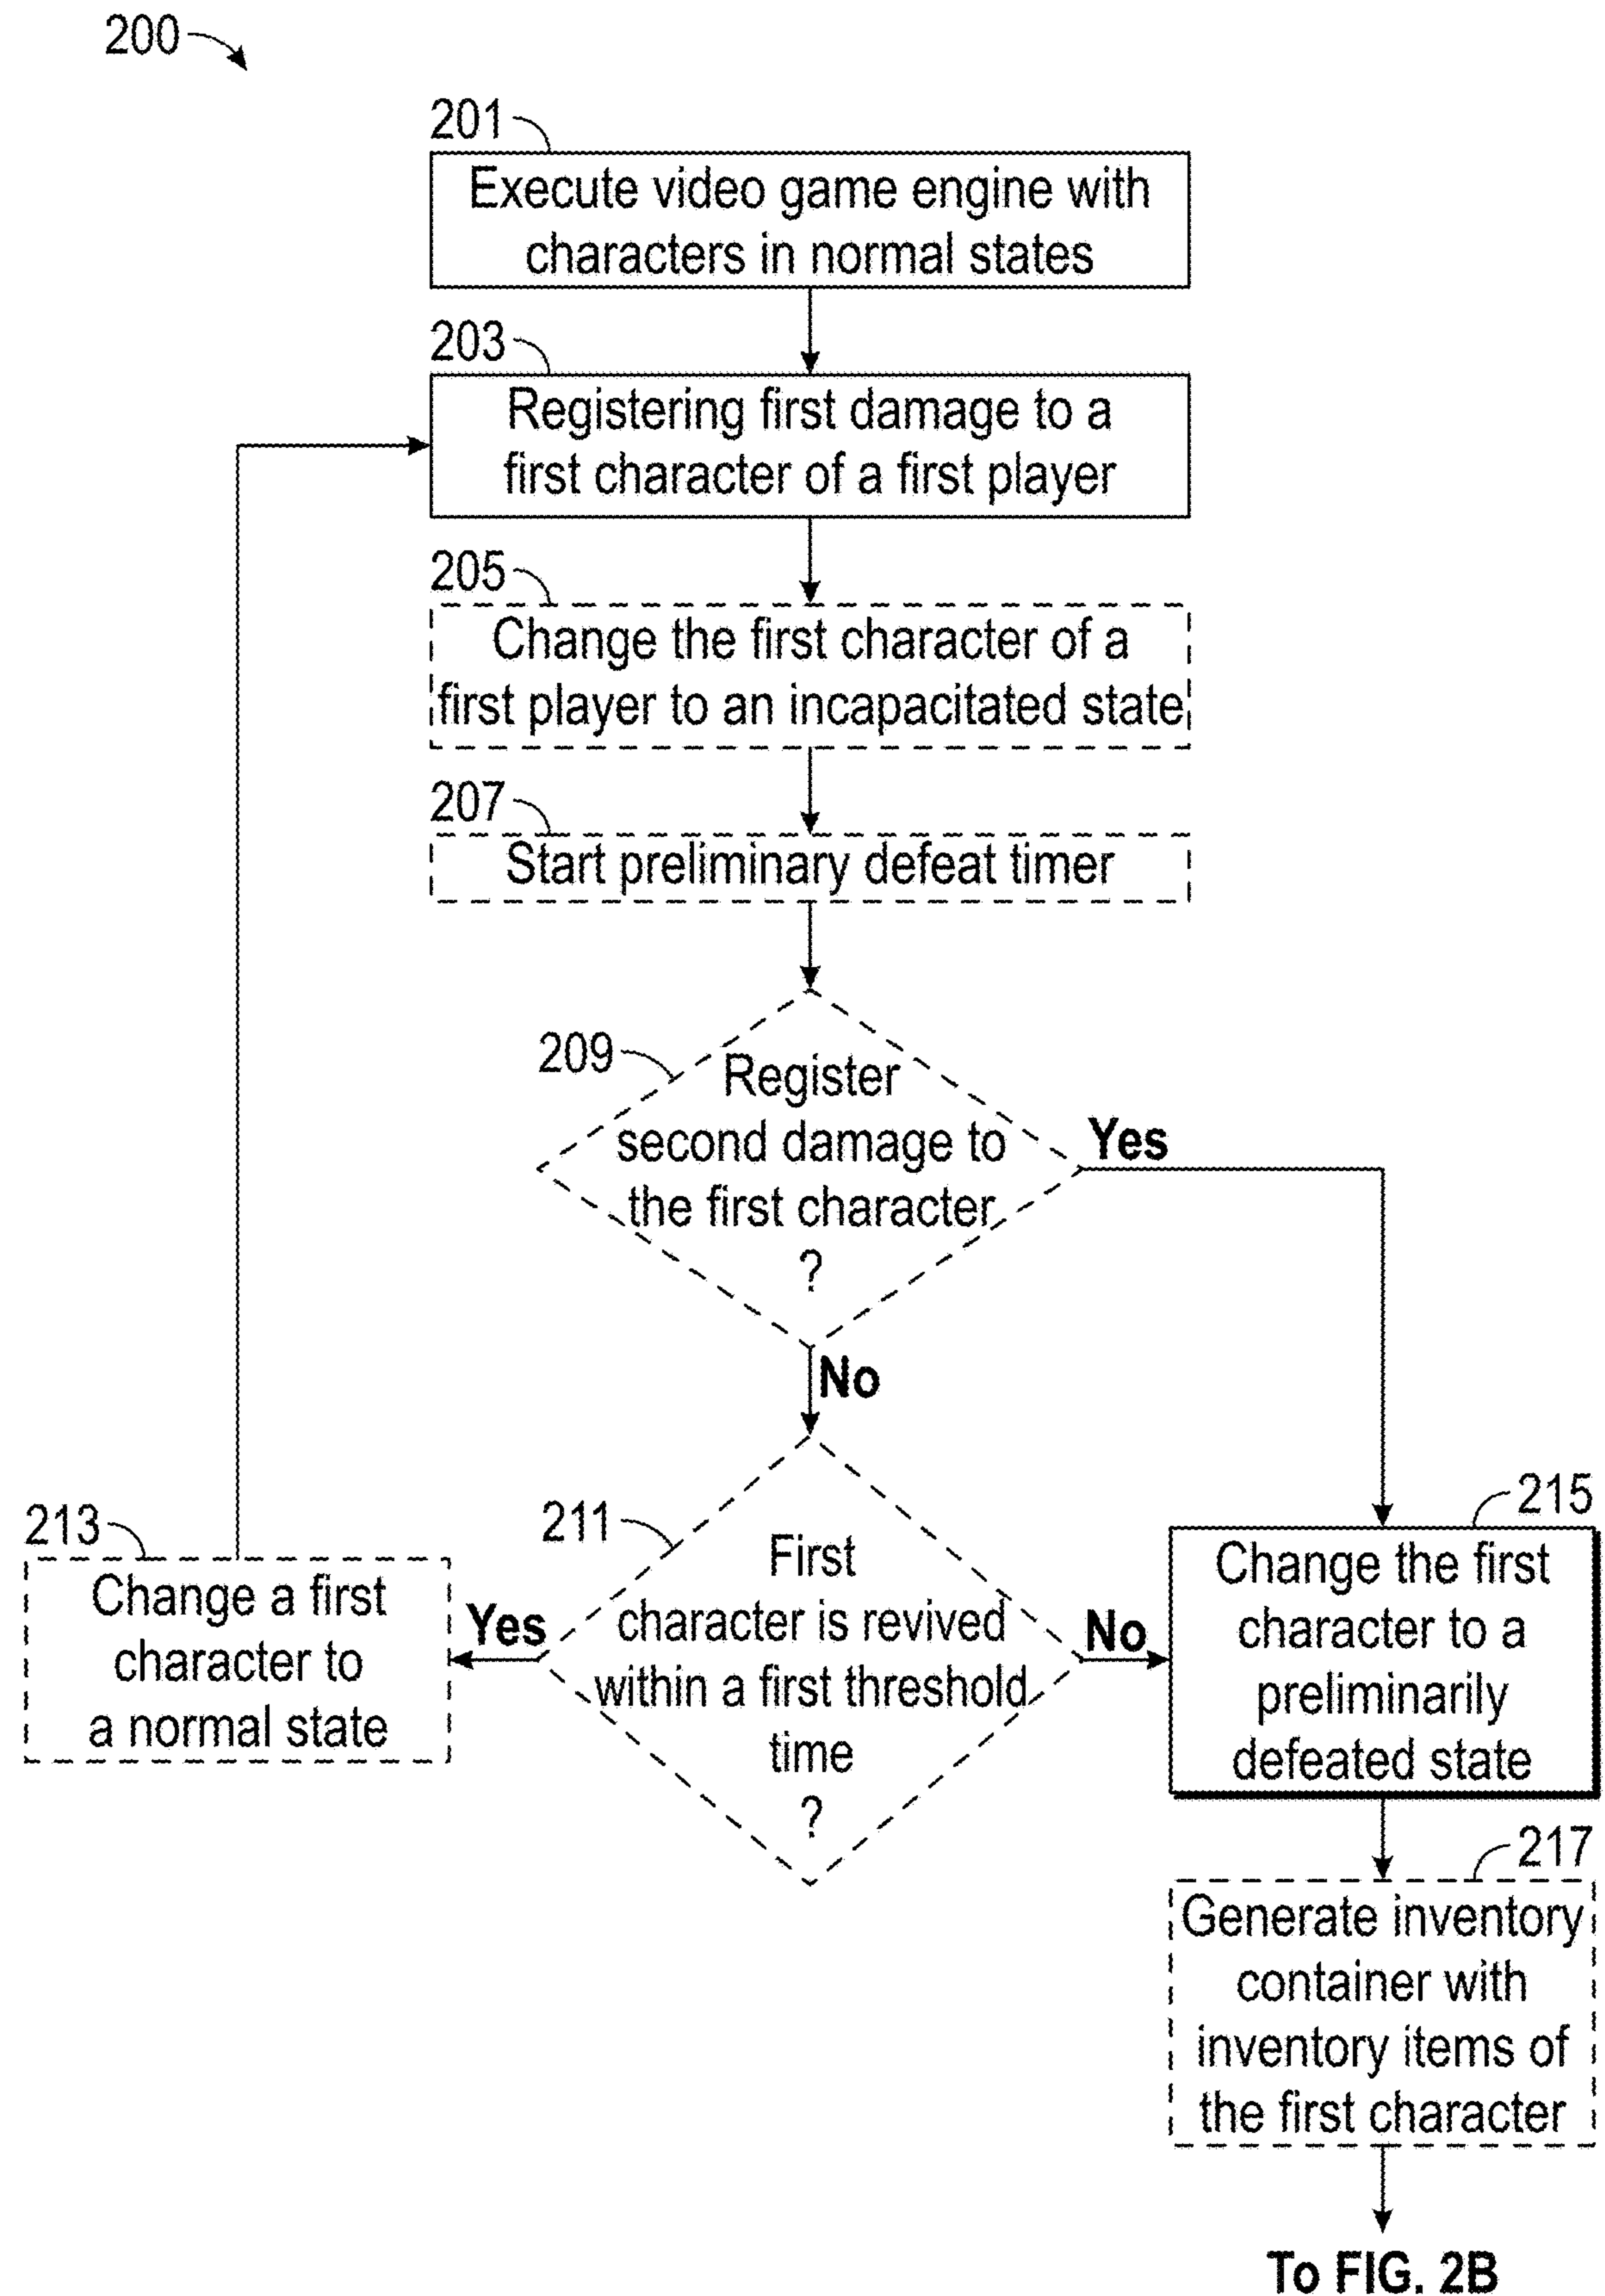 200
201
Execute video game engine with
characters in normal states
203
Registering first damage to a
first character of a first player
205
Change the first character of a
first player to an incapacitated state
207
Start preliminary defeat timer
209
Register
second damage to
the first character
?
Yes
No
211
First
character is revived
within a first threshold
time
?
Yes
No
213
Change a first
character to
a normal state
215
Change the first
character to a
preliminarily
defeated state
217
Generate inventory
container with
inventory items of
the first character
To FIG. 2B